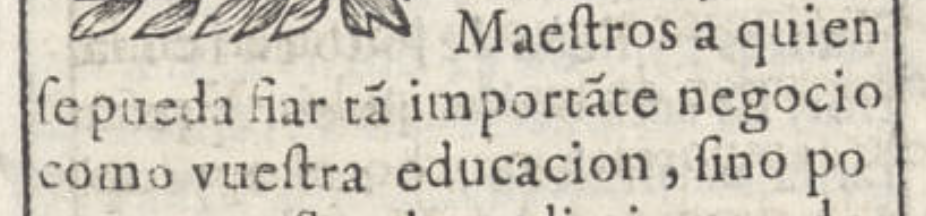 Maeſtros a quien
ſe pueda fiar tã importãte negocio
como vueſtra educacion, ſino po